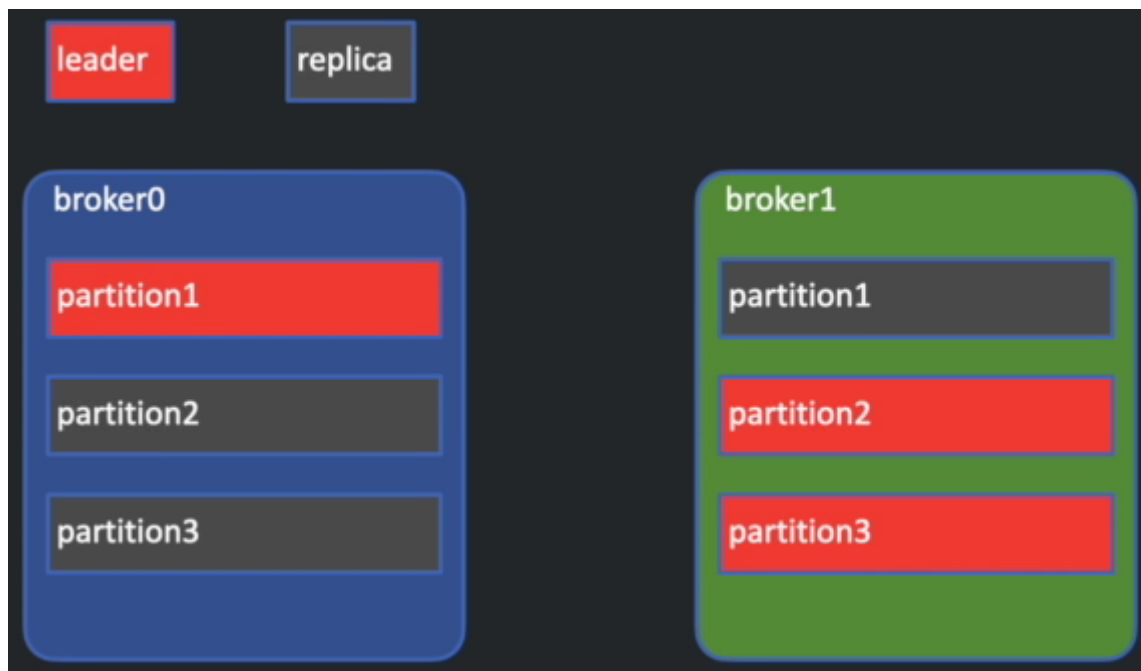 leader
replica
broker0
partition1
partition2
partition3
broker1
partition1
partition2
partition3